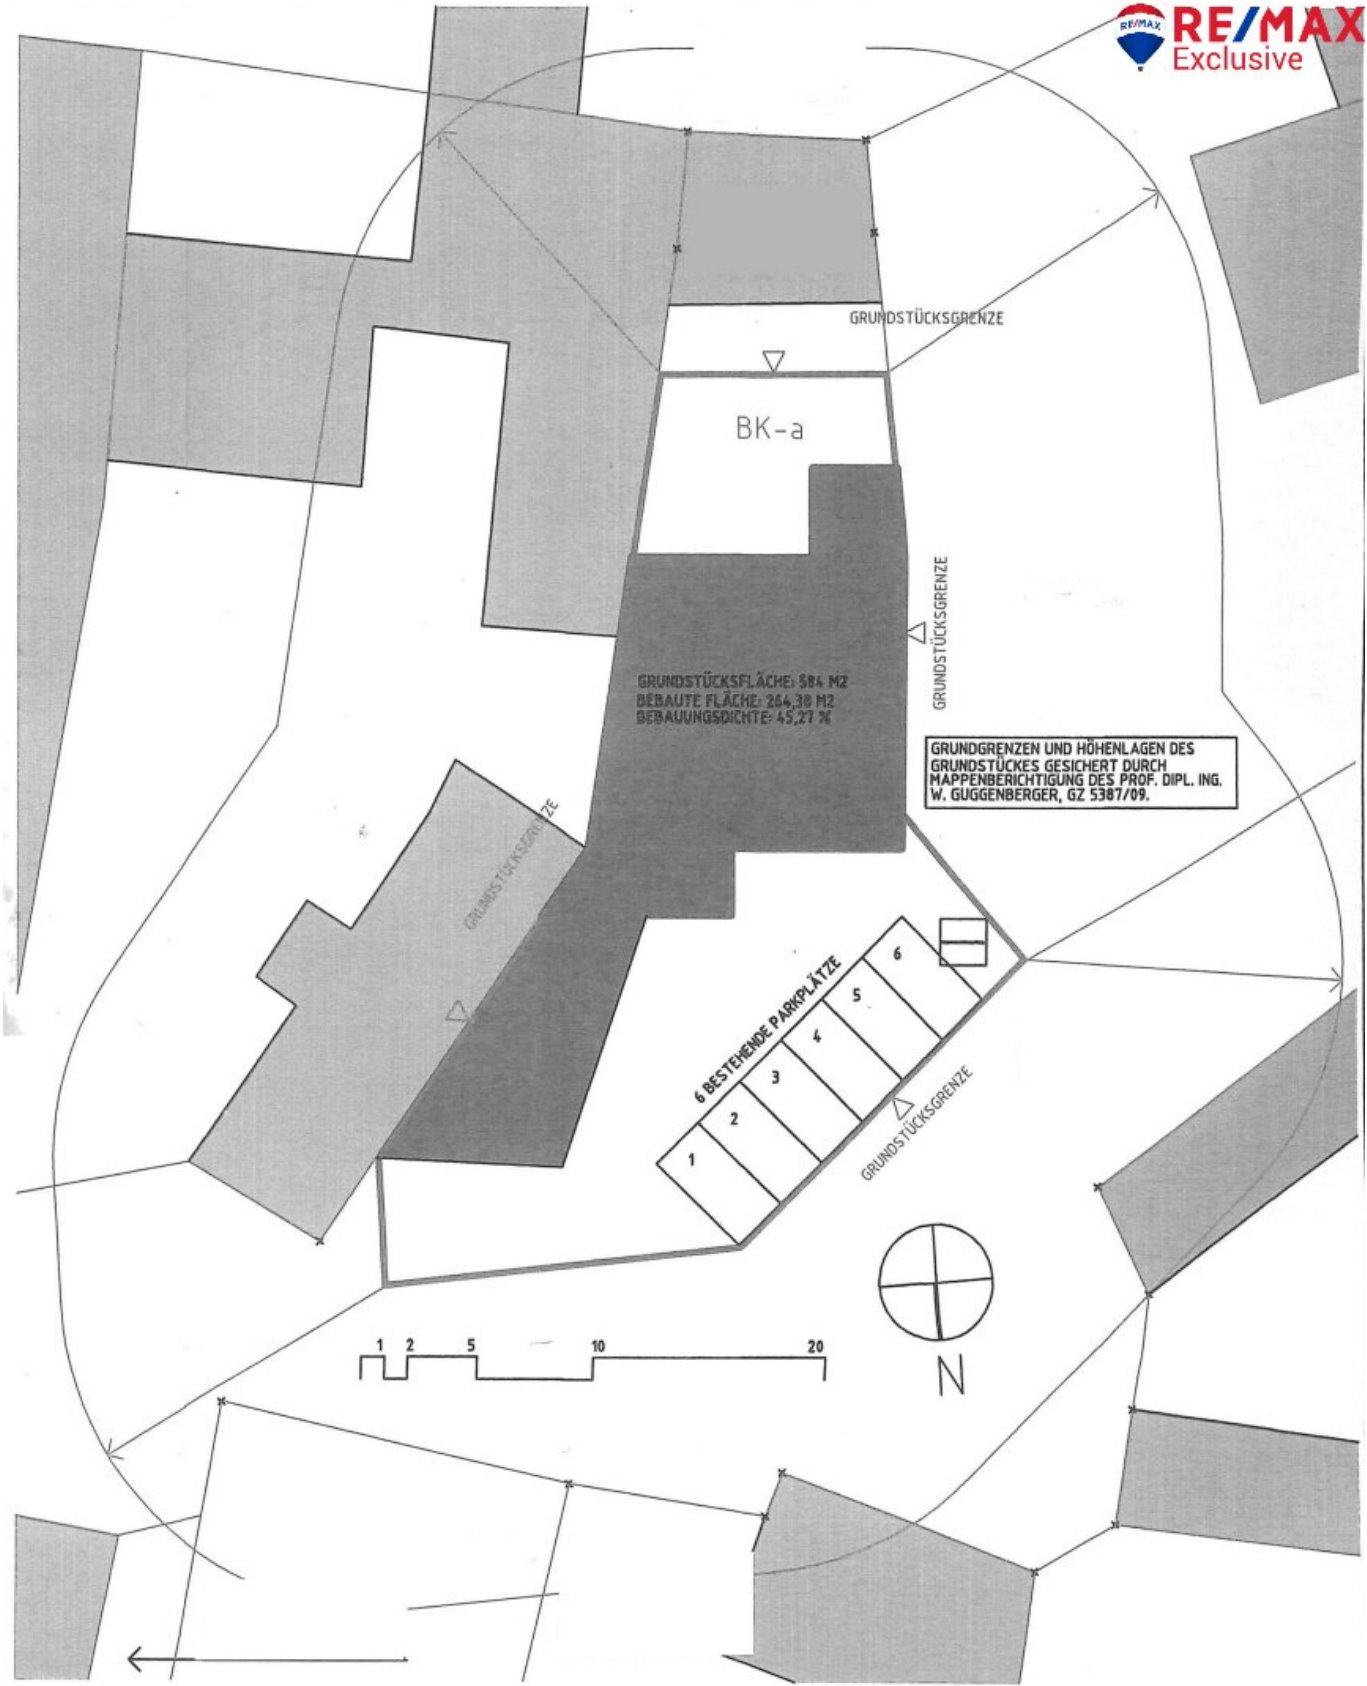 RE/MAX
RE/MAX
Exclusive
GRUNDSTÜCKSGRENZE
BK-a
GRUNDSTÜCKSGRENZE
GRUNDSTÜCKSFLÄCHE: 584 M2
BEBAUTE FLÄCHE: 264,38 M2
BEBAUUNGSDICHTE: 45,27 %
GRUNDGRENZEN UND HÖHENLAGEN DES
GRUNDSTÜCKES GESICHERT DURCH
MAPPENBERICHTIGUNG DES PROF. DIPL. ING.
W. GUGGENBERGER, GZ 5387/09.
GRUNDSTÜCKSGRENZE
6 BESTEHENDE PARKPLÄTZE
6
5
4
3
2
1
GRUNDSTÜCKSGRENZE
1 2 5 10 20
N